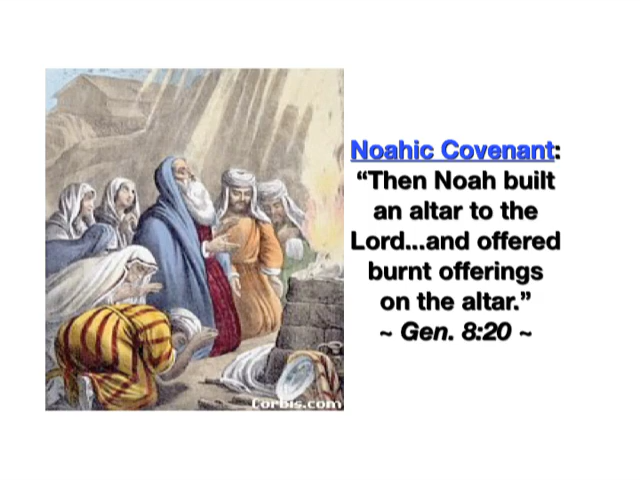 Noahic Covenant:
“Then Noah built
an altar to the
Lord...and offered
burnt offerings
on the altar.”
~ Gen. 8:20 ~
Corbis.com